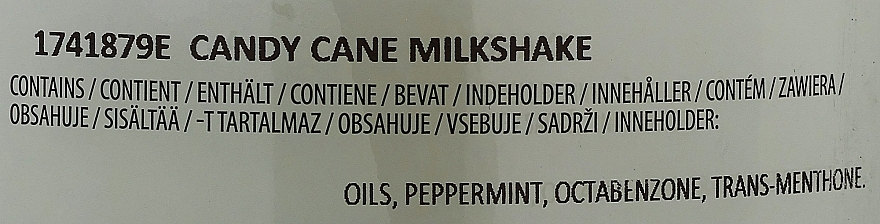 1741879E CANDY CANE MILKSHAKE
CONTAINS / CONTIENT / ENTHÄLT / CONTIENE / BEVAT / INDEHOLDER / INNEHÅLLER / CONTÉM / ZAWIERA /
OBSAHUJE / SISÄLTÄÄ / -T TARTALMAZ / OBSAHUJE / VSEBUJE / SADRŽI / INNEHOLDER:
OILS, PEPPERMINT, OCTABENZONE, TRANS-MENTHONE.